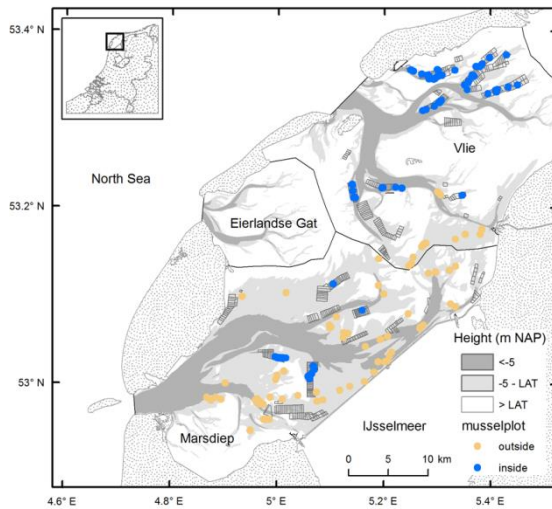 53.4° N
53.2° N
53° N
North Sea
Vlie
Eierlandse Gat
Marsdiep
IJsselmeer
Height (m NAP)
<-5
-5 - LAT
> LAT
musselplot
outside
inside
0 5 10 km
4.6° E
4.8° E
5° E
5.2° E
5.4° E